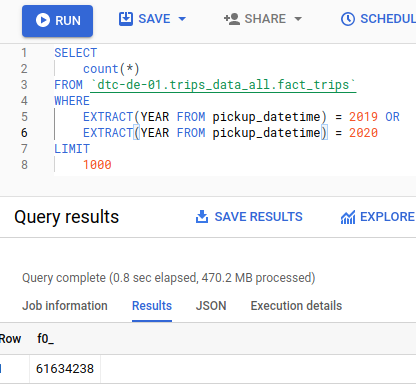 RUN SAVE SHARE SCHEDUL
1 SELECT
2 count(*)
3 FROM `dtc-de-01.trips_data_all.fact_trips`
4 WHERE
5 EXTRACT(YEAR FROM pickup_datetime) = 2019 OR
6 EXTRACT(YEAR FROM pickup_datetime) = 2020
7 LIMIT
8 1000
Query results SAVE RESULTS EXPLORE
Query complete (0.8 sec elapsed, 470.2 MB processed)
Job information Results JSON Execution details
Row f0_
61634238